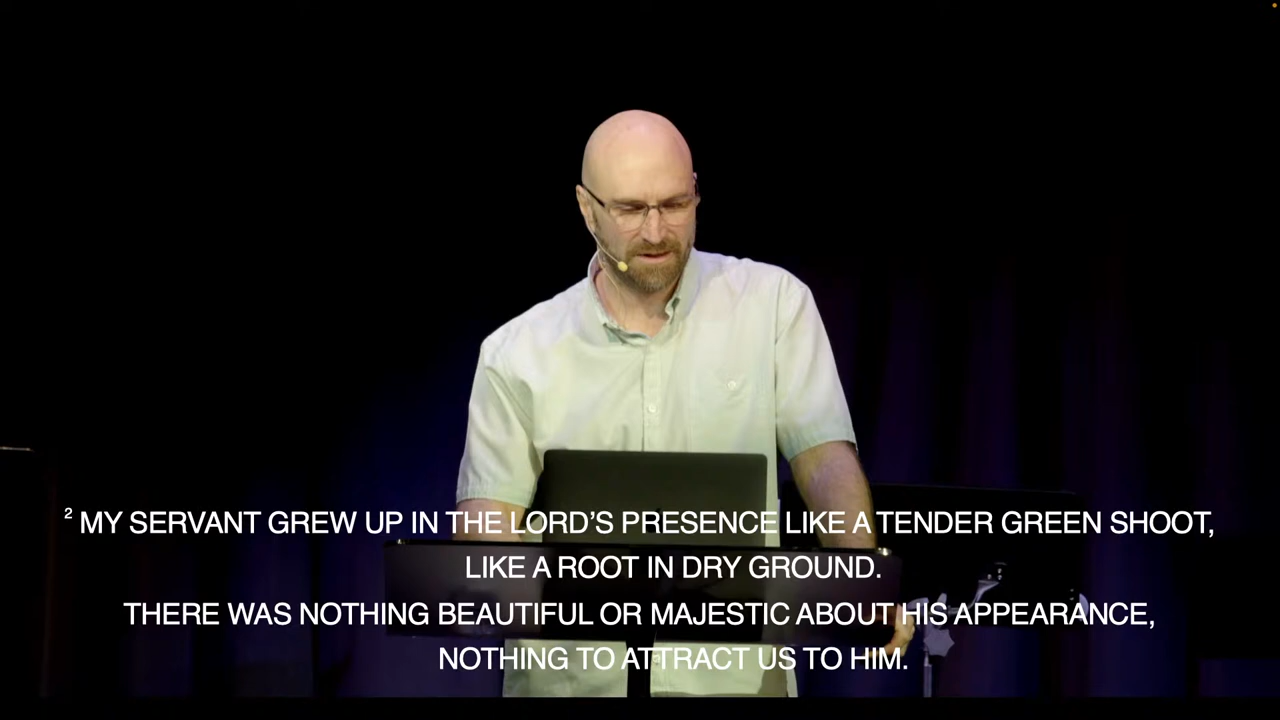 ² MY SERVANT GREW UP IN THE LORD’S PRESENCE LIKE A TENDER GREEN SHOOT,
LIKE A ROOT IN DRY GROUND.
THERE WAS NOTHING BEAUTIFUL OR MAJESTIC ABOUT HIS APPEARANCE,
NOTHING TO ATTRACT US TO HIM.